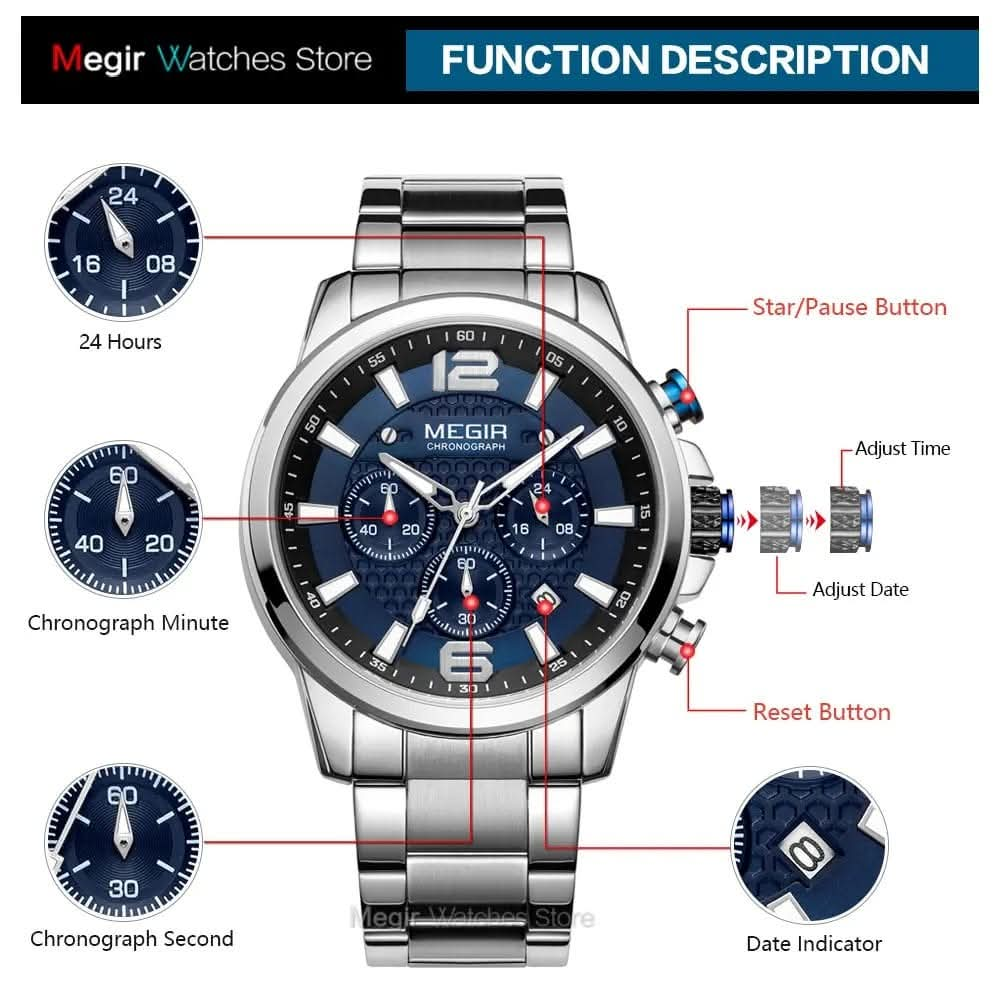 Megir Watches Store
FUNCTION DESCRIPTION
24
16 08
24 Hours
60
40 20
Chronograph Minute
60
30
Chronograph Second
Star/Pause Button
Adjust Time
Adjust Date
Reset Button
8
Date Indicator
60
05
10
15
20
25
30
35
40
45
50
55
12
MEGIR
CHRONOGRAPH
60
40 20
24
16 08
60
30
8
6
Megir Watches Store